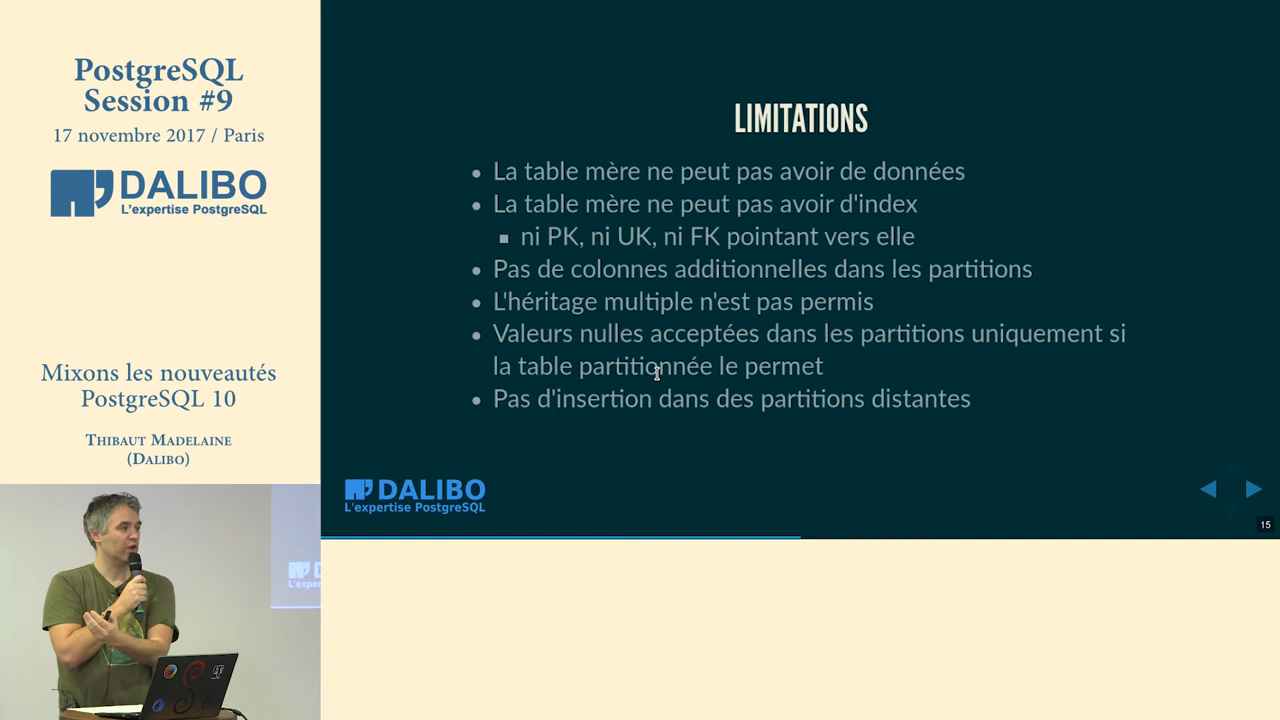 PostgreSQL
Session #9
17 novembre 2017 / Paris
DALIBO
L'expertise PostgreSQL
Mixons les nouveautés
PostgreSQL 10
Thibaut Madelaine
(Dalibo)
LIMITATIONS
La table mère ne peut pas avoir de données
La table mère ne peut pas avoir d'index
ni PK, ni UK, ni FK pointant vers elle
Pas de colonnes additionnelles dans les partitions
L'héritage multiple n'est pas permis
Valeurs nulles acceptées dans les partitions uniquement si
la table partitionnée le permet
Pas d'insertion dans des partitions distantes
DALIBO
L'expertise PostgreSQL
15